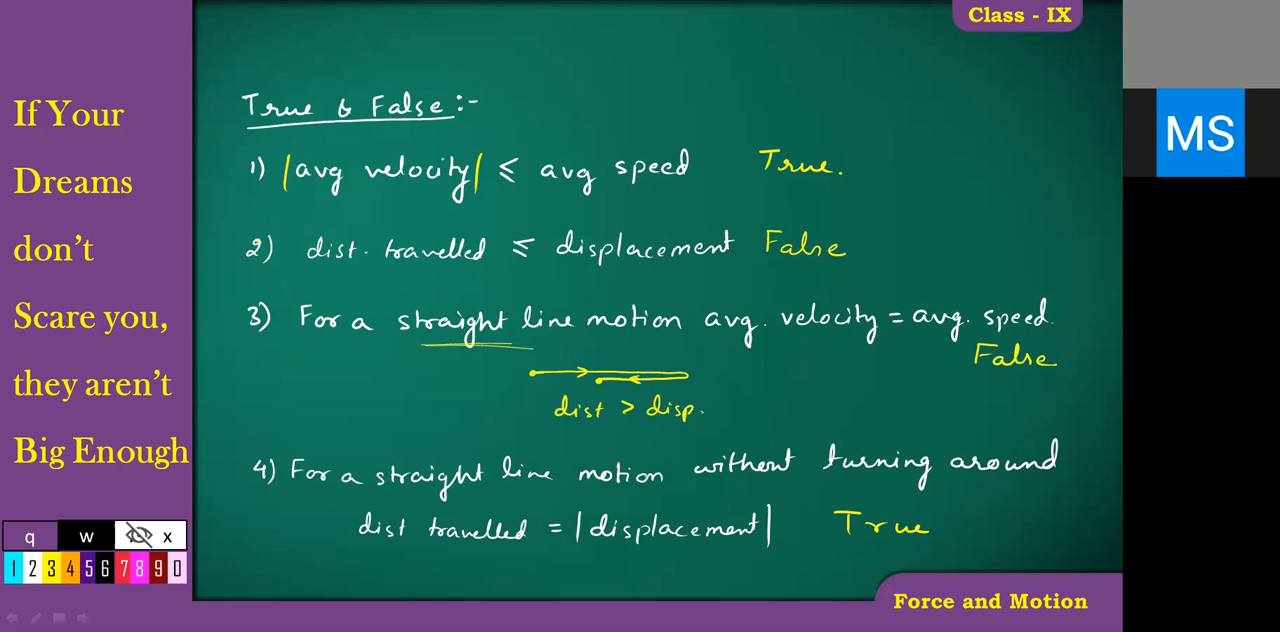 Class - IX
If Your
Dreams
don't
Scare you,
they aren't
Big Enough
True & False :-
1) |avg velocity| ≤ avg speed True.
2) dist. travelled ≤ displacement False
3) For a straight line motion avg. velocity = avg. speed.
False
dist > disp.
4) For a straight line motion without turning around
dist travelled = |displacement| True
MS
q w x
1 2 3 4 5 6 7 8 9 0
Force and Motion